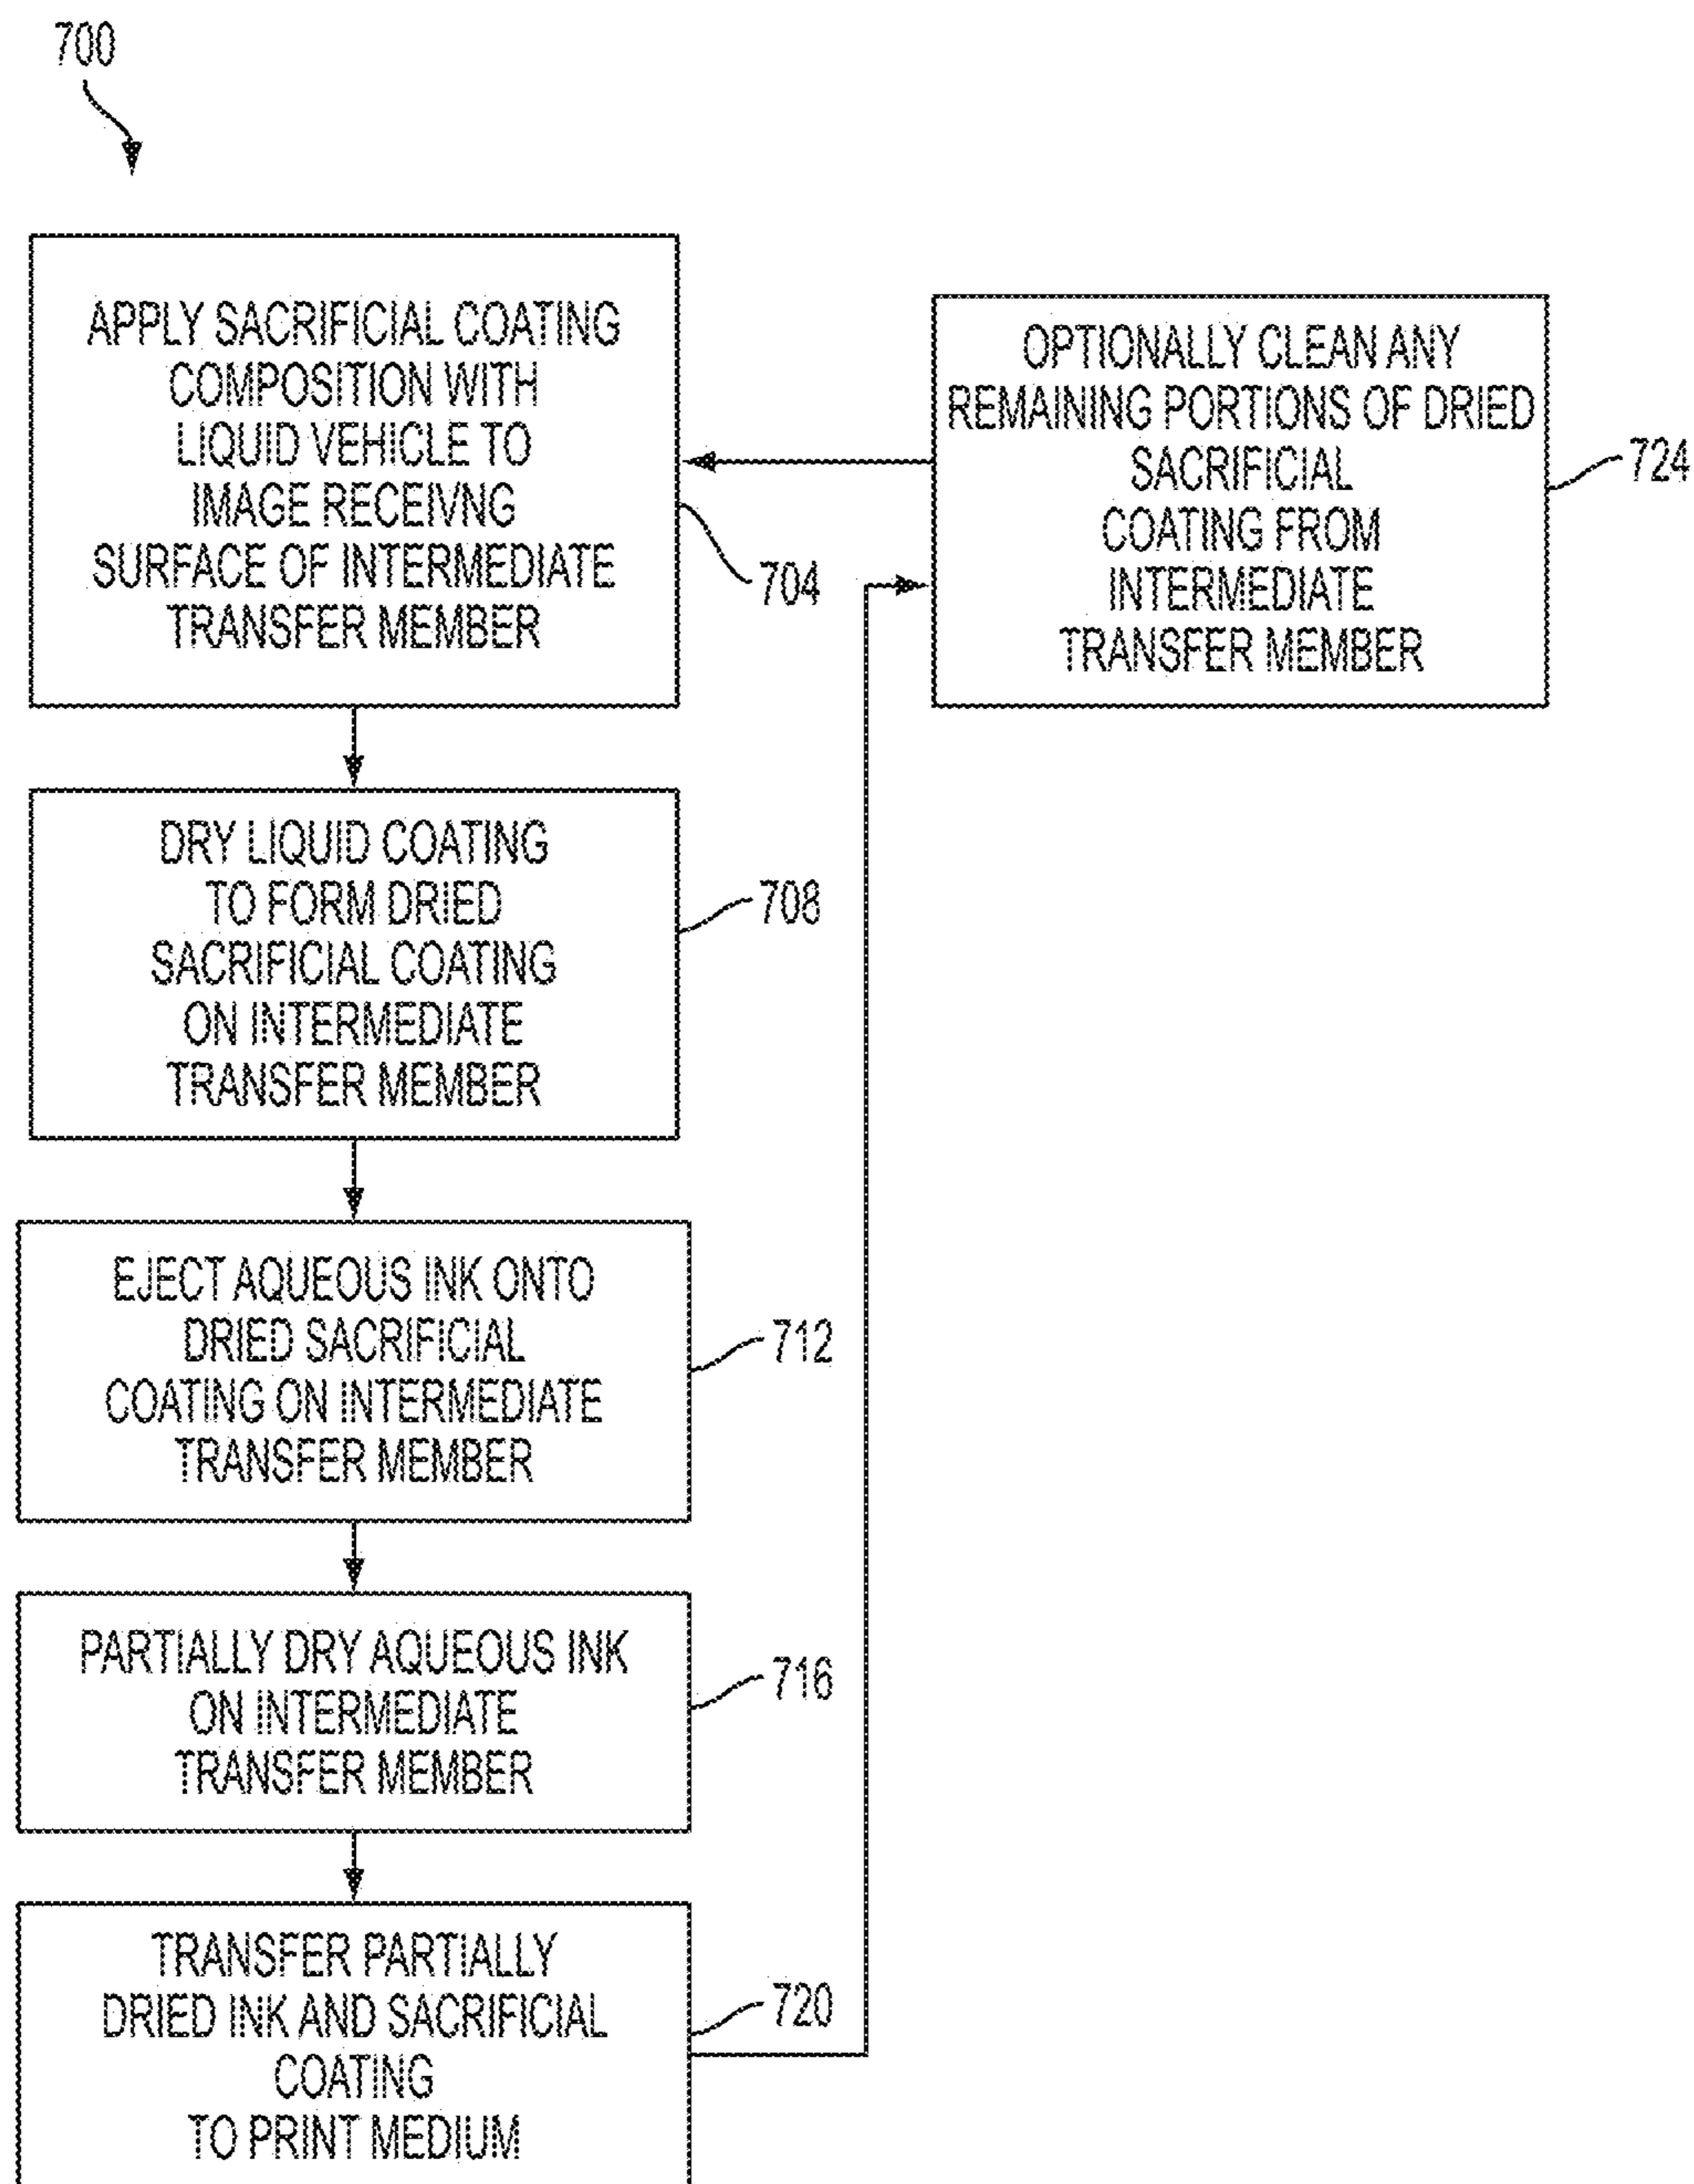 700
APPLY SACRIFICIAL COATING
COMPOSITION WITH
LIQUID VEHICLE TO
IMAGE RECEIVNG
SURFACE OF INTERMEDIATE
TRANSFER MEMBER
704
OPTIONALLY CLEAN ANY
REMAINING PORTIONS OF DRIED
SACRIFICIAL
COATING FROM
INTERMEDIATE
TRANSFER MEMBER
724
DRY LIQUID COATING
TO FORM DRIED
SACRIFICIAL COATING
ON INTERMEDIATE
TRANSFER MEMBER
708
EJECT AQUEOUS INK ONTO
DRIED SACRIFICIAL
COATING ON INTERMEDIATE
TRANSFER MEMBER
712
PARTIALLY DRY AQUEOUS INK
ON INTERMEDIATE
TRANSFER MEMBER
716
TRANSFER PARTIALLY
DRIED INK AND SACRIFICIAL
COATING
TO PRINT MEDIUM
720